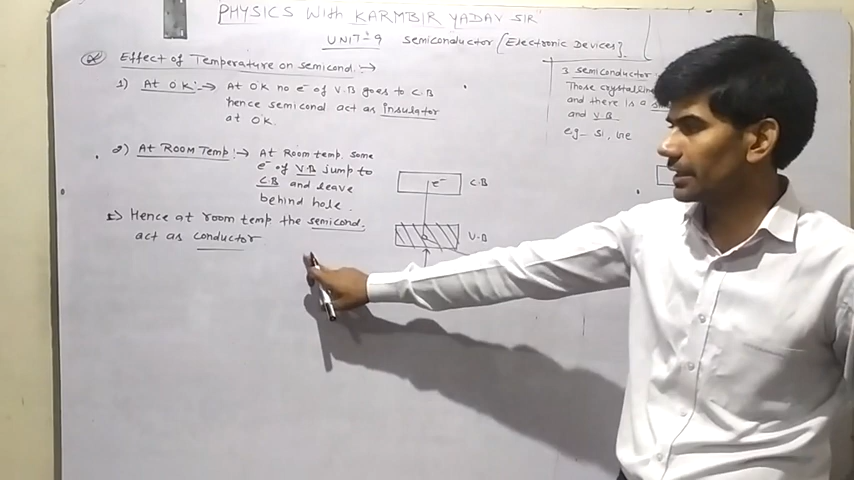 PHYSICS With KARMBIR YADAV SIR
UNIT-9 Semiconductor [Electronic Devices]
Effect of Temperature on semicond.:→
1) At 0K:→ At 0K no e⁻ of V.B goes to C.B
hence semicond act as insulator
at 0K.
2) At Room Temp:→ At Room temp. some
e⁻ of V.B jump to
C.B and leave
behind hole.
Hence at room temp the semicond.
act as conductor
e⁻ C.B
V.B
3 semiconductor
Those crystalline
and there is a
and V.B
eg- Si, Ge